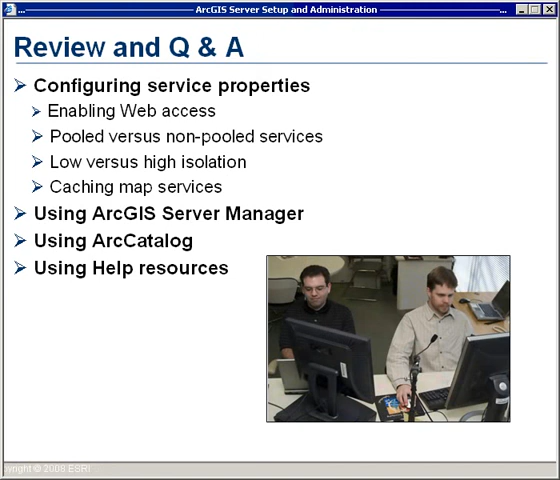 ArcGIS Server Setup and Administration
Review and Q & A
Configuring service properties
Enabling Web access
Pooled versus non-pooled services
Low versus high isolation
Caching map services
Using ArcGIS Server Manager
Using ArcCatalog
Using Help resources
© 2006 ESRI